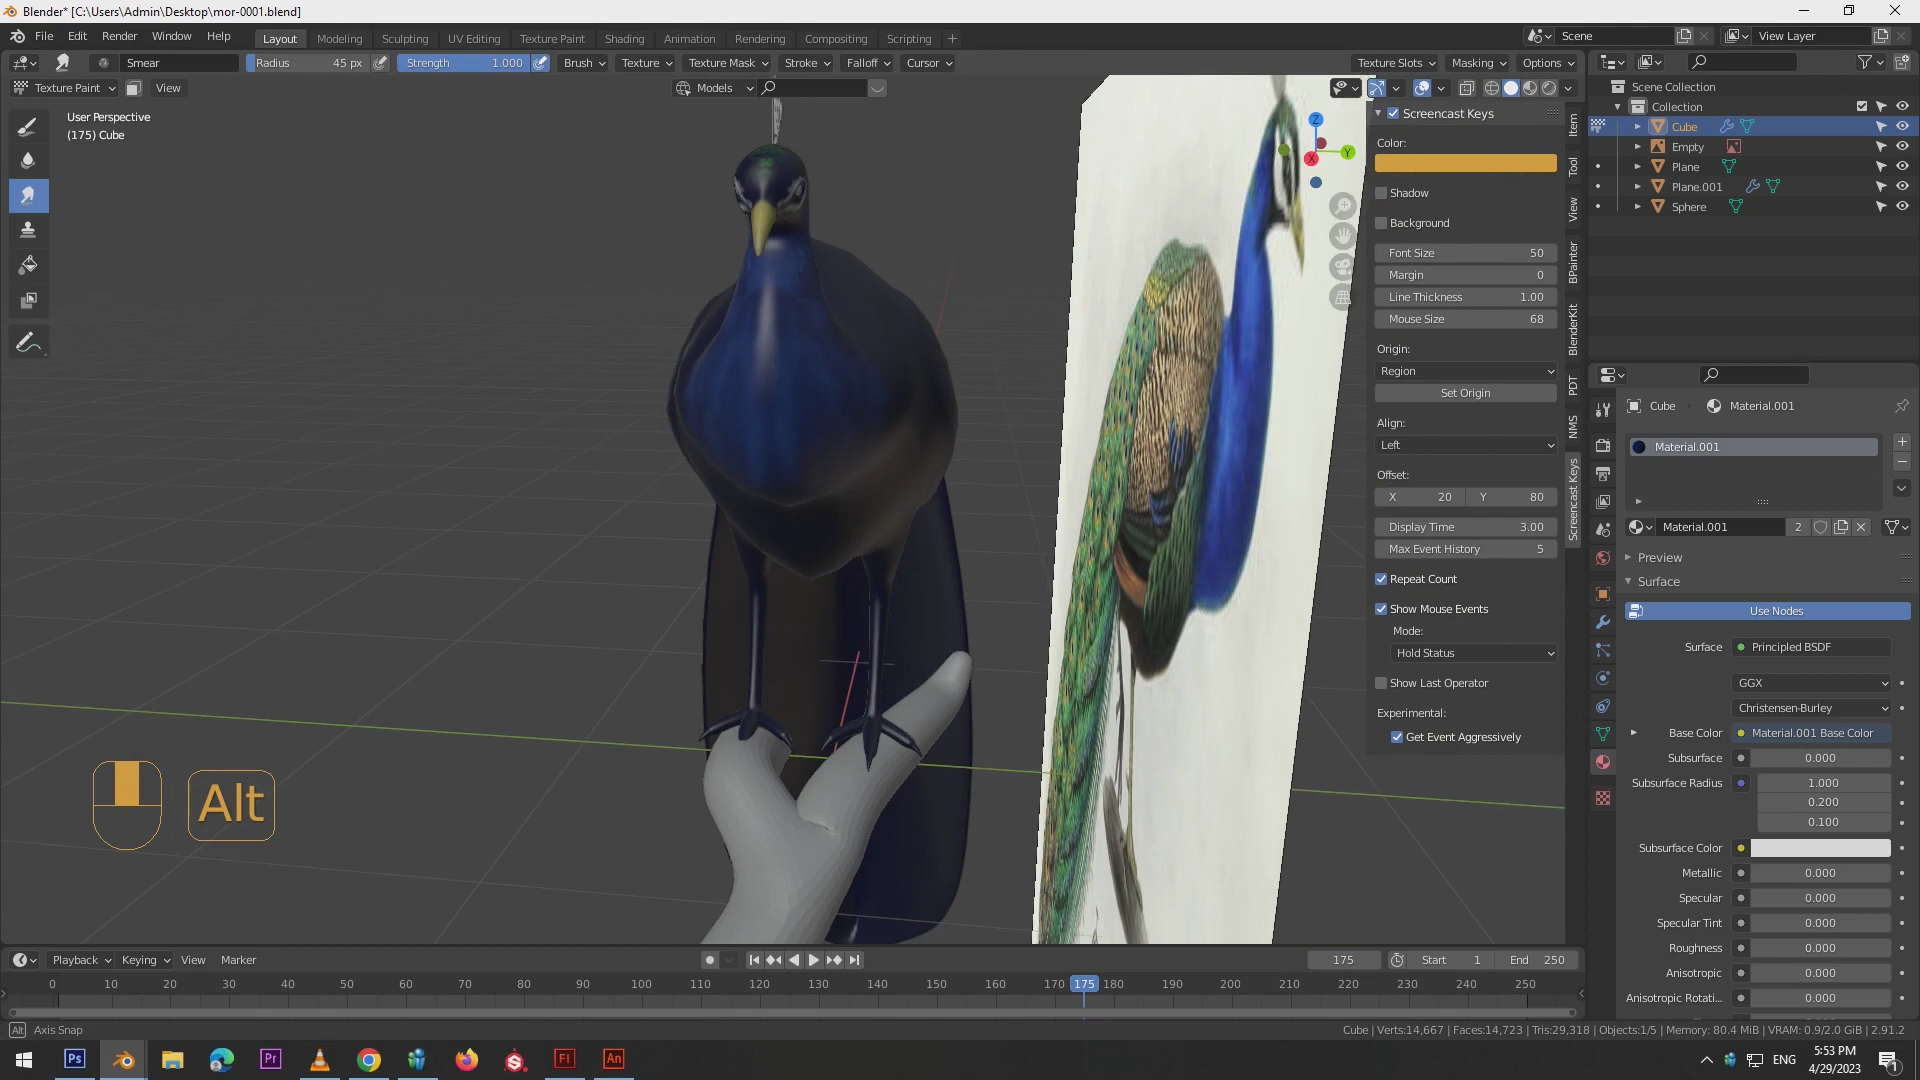 Blender* [C:\Users\Admin\Desktop\mor-0001.blend]
File Edit Render Window Help
Layout Modeling Sculpting UV Editing Texture Paint Shading Animation Rendering Compositing Scripting +
Scene
View Layer
Smear Radius 45 px Strength 1.000 Brush Texture Texture Mask Stroke Falloff Cursor Texture Slots Masking Options
Texture Paint View Models
User Perspective
(175) Cube
Z
Y
X
Screencast Keys
Color:
Shadow
Background
Font Size 50
Margin 0
Line Thickness 1.00
Mouse Size 68
Origin:
Region
Set Origin
Align:
Left
Offset:
X 20 Y 80
Display Time 3.00
Max Event History 5
Repeat Count
Show Mouse Events
Mode:
Hold Status
Show Last Operator
Experimental:
Get Event Aggressively
Item
Tool
View
BPainter
BlenderKit
PDT
NMS
Screencast Keys
Alt
Scene Collection
Collection
Cube
Empty
Plane
Plane.001
Sphere
Cube Material.001
Material.001
Material.001 2
Preview
Surface
Use Nodes
Surface Principled BSDF
GGX
Christensen-Burley
Base Color Material.001 Base Color
Subsurface 0.000
Subsurface Radius 1.000
0.200
0.100
Subsurface Color
Metallic 0.000
Specular 0.000
Specular Tint 0.000
Roughness 0.000
Anisotropic 0.000
Anisotropic Rotati... 0.000
Playback Keying View Marker 175 Start 1 End 250
0 10 20 30 40 50 60 70 80 90 100 110 120 130 140 150 160 170 175 180 190 200 210 220 230 240 250
Alt Axis Snap
Cube | Verts:14,667 | Faces:14,723 | Tris:29,318 | Objects:1/5 | Memory: 80.4 MiB | VRAM: 0.9/2.0 GiB | 2.91.2
Ps Pr Fl An
ENG
5:53 PM
4/29/2023
1